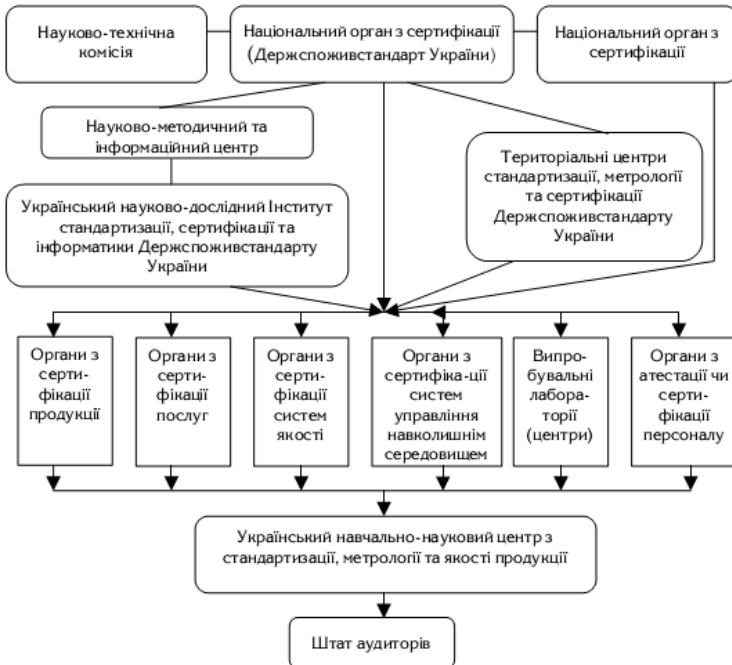 Науково-технічна
комісія
Національний орган з сертифікації
(Держспоживстандарт України)
Національний орган з
сертифікації
Науково-методичний та
інформаційний центр
Територіальні центри
стандартизації, метрології
та сертифікації
Держспоживстандарту
України
Український науково-дослідний Інститут
стандартизації, сертифікації та
інформатики Держспоживстандарту
України
Органи з
серти-
фікації
продукції
Органи з
серти-
фікації
послуг
Органи з
серти-
фікації
систем
якості
Органи з
сертифіка-ції
систем
управління
навколишнім
середовищем
Випро-
бувальні
лабора-
торії
(центри)
Органи з
атестації чи
серти-
фікації
персоналу
Український навчально-науковий центр з
стандартизації, метрології та якості продукції
Штат аудиторів